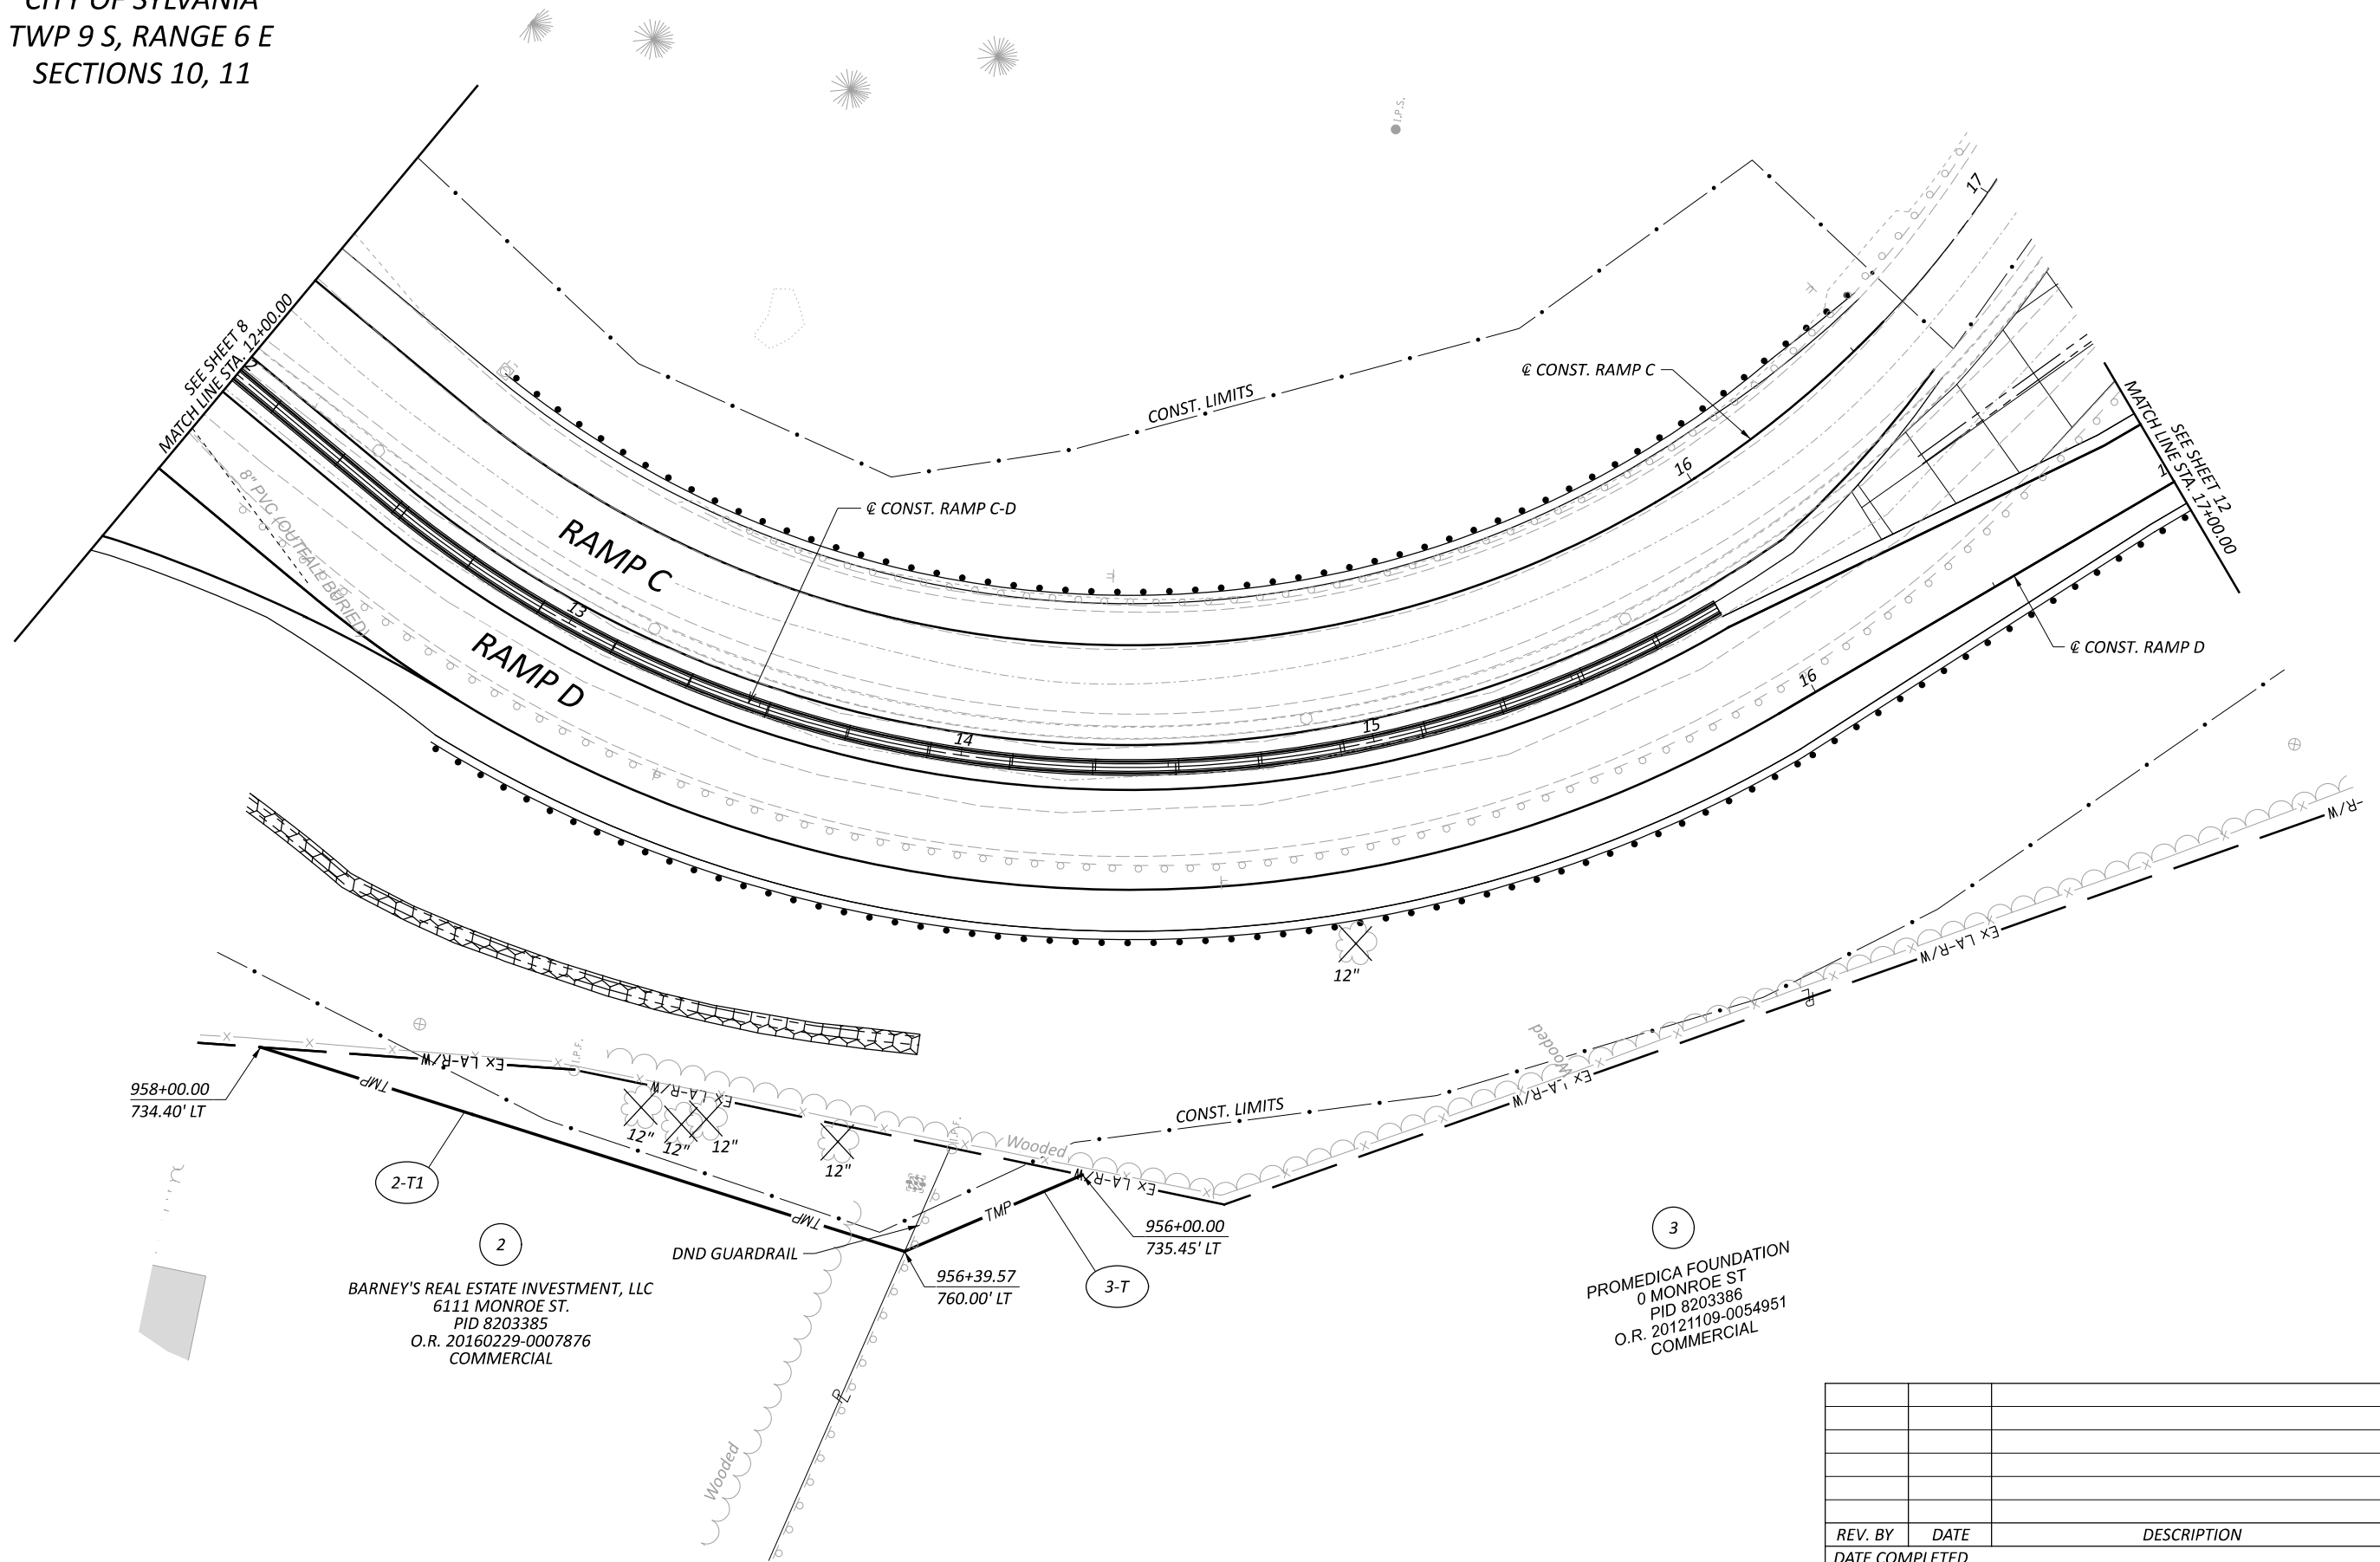 CITY OF SYLVANIA
TWP 9 S, RANGE 6 E
SECTIONS 10, 11
I.P.S.
17
SEE SHEET 8
MATCH LINE STA. 12+00.00
CONST. LIMITS
℄ CONST. RAMP C
16
℄ CONST. RAMP C-D
RAMP C
8" PVC (OUTFALL BURIED)
SEE SHEET 12
MATCH LINE STA. 17+00.00
13
RAMP D
14
15
16
℄ CONST. RAMP D
12"
R/W
Ex LA-R/W
Wooded
Ex LA-R/W
I.P.F.
Ex LA-R/W
Ex LA-R/W
TMP
958+00.00
734.40' LT
12"
12"
12"
12"
I.P.F.
Wooded
CONST. LIMITS
Ex LA-R/W
2-T1
TMP
TMP
956+00.00
735.45' LT
DND GUARDRAIL
956+39.57
760.00' LT
3-T
2
BARNEY'S REAL ESTATE INVESTMENT, LLC
6111 MONROE ST.
PID 8203385
O.R. 20160229-0007876
COMMERCIAL
3
PROMEDICA FOUNDATION
0 MONROE ST
PID 8203386
O.R. 20121109-0054951
COMMERCIAL
Wooded
REV. BY
DATE
DESCRIPTION
DATE COMPLETED